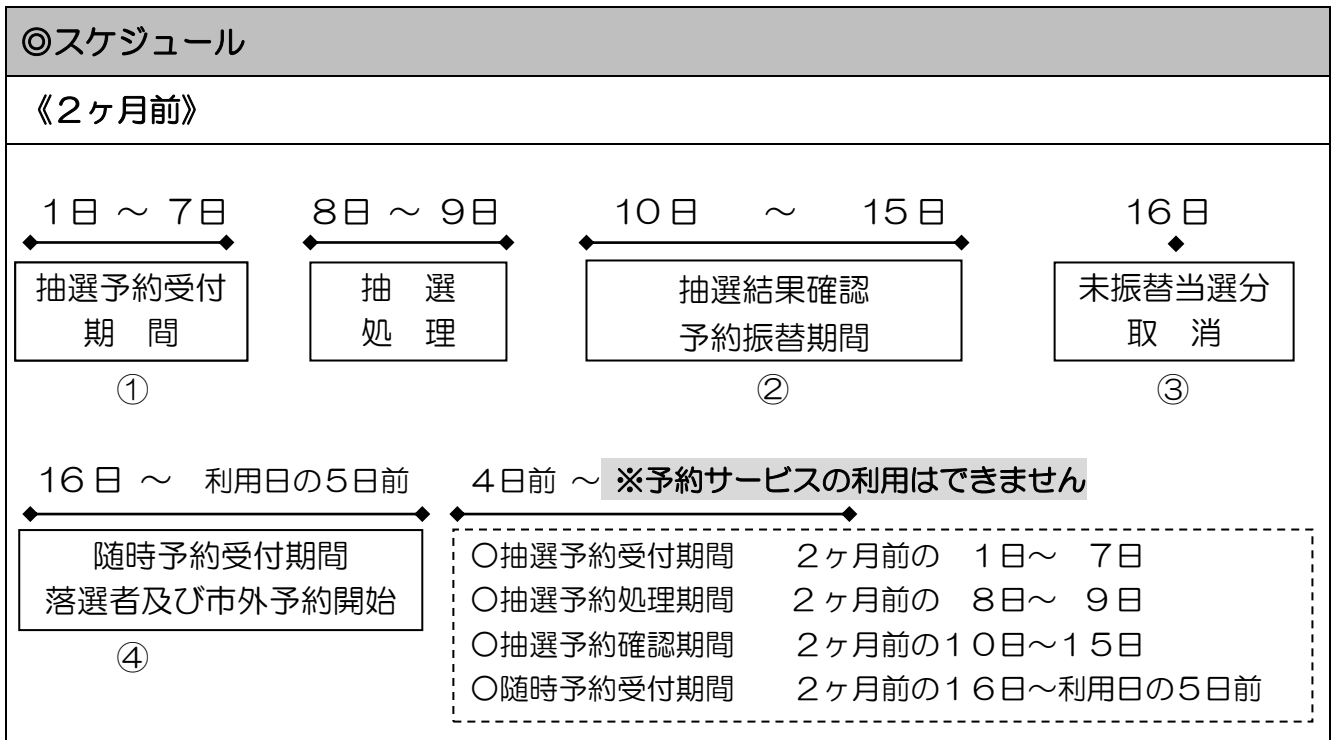 ◎スケジュール
《２ヶ月前》
１日 ～ ７日 ８日 ～ ９日 １０日 ～ １５日 １６日
抽選予約受付 抽 選 抽選結果確認 未振替当選分
期 間 処 理 予約振替期間 取 消
① ② ③
１６日 ～ 利用日の５日前 ４日前 ～ ※予約サービスの利用はできません
随時予約受付期間 ○抽選予約受付期間 ２ヶ月前の １日～ ７日
落選者及び市外予約開始 ○抽選予約処理期間 ２ヶ月前の ８日～ ９日
④ ○抽選予約確認期間 ２ヶ月前の１０日～１５日
○随時予約受付期間 ２ヶ月前の１６日～利用日の５日前